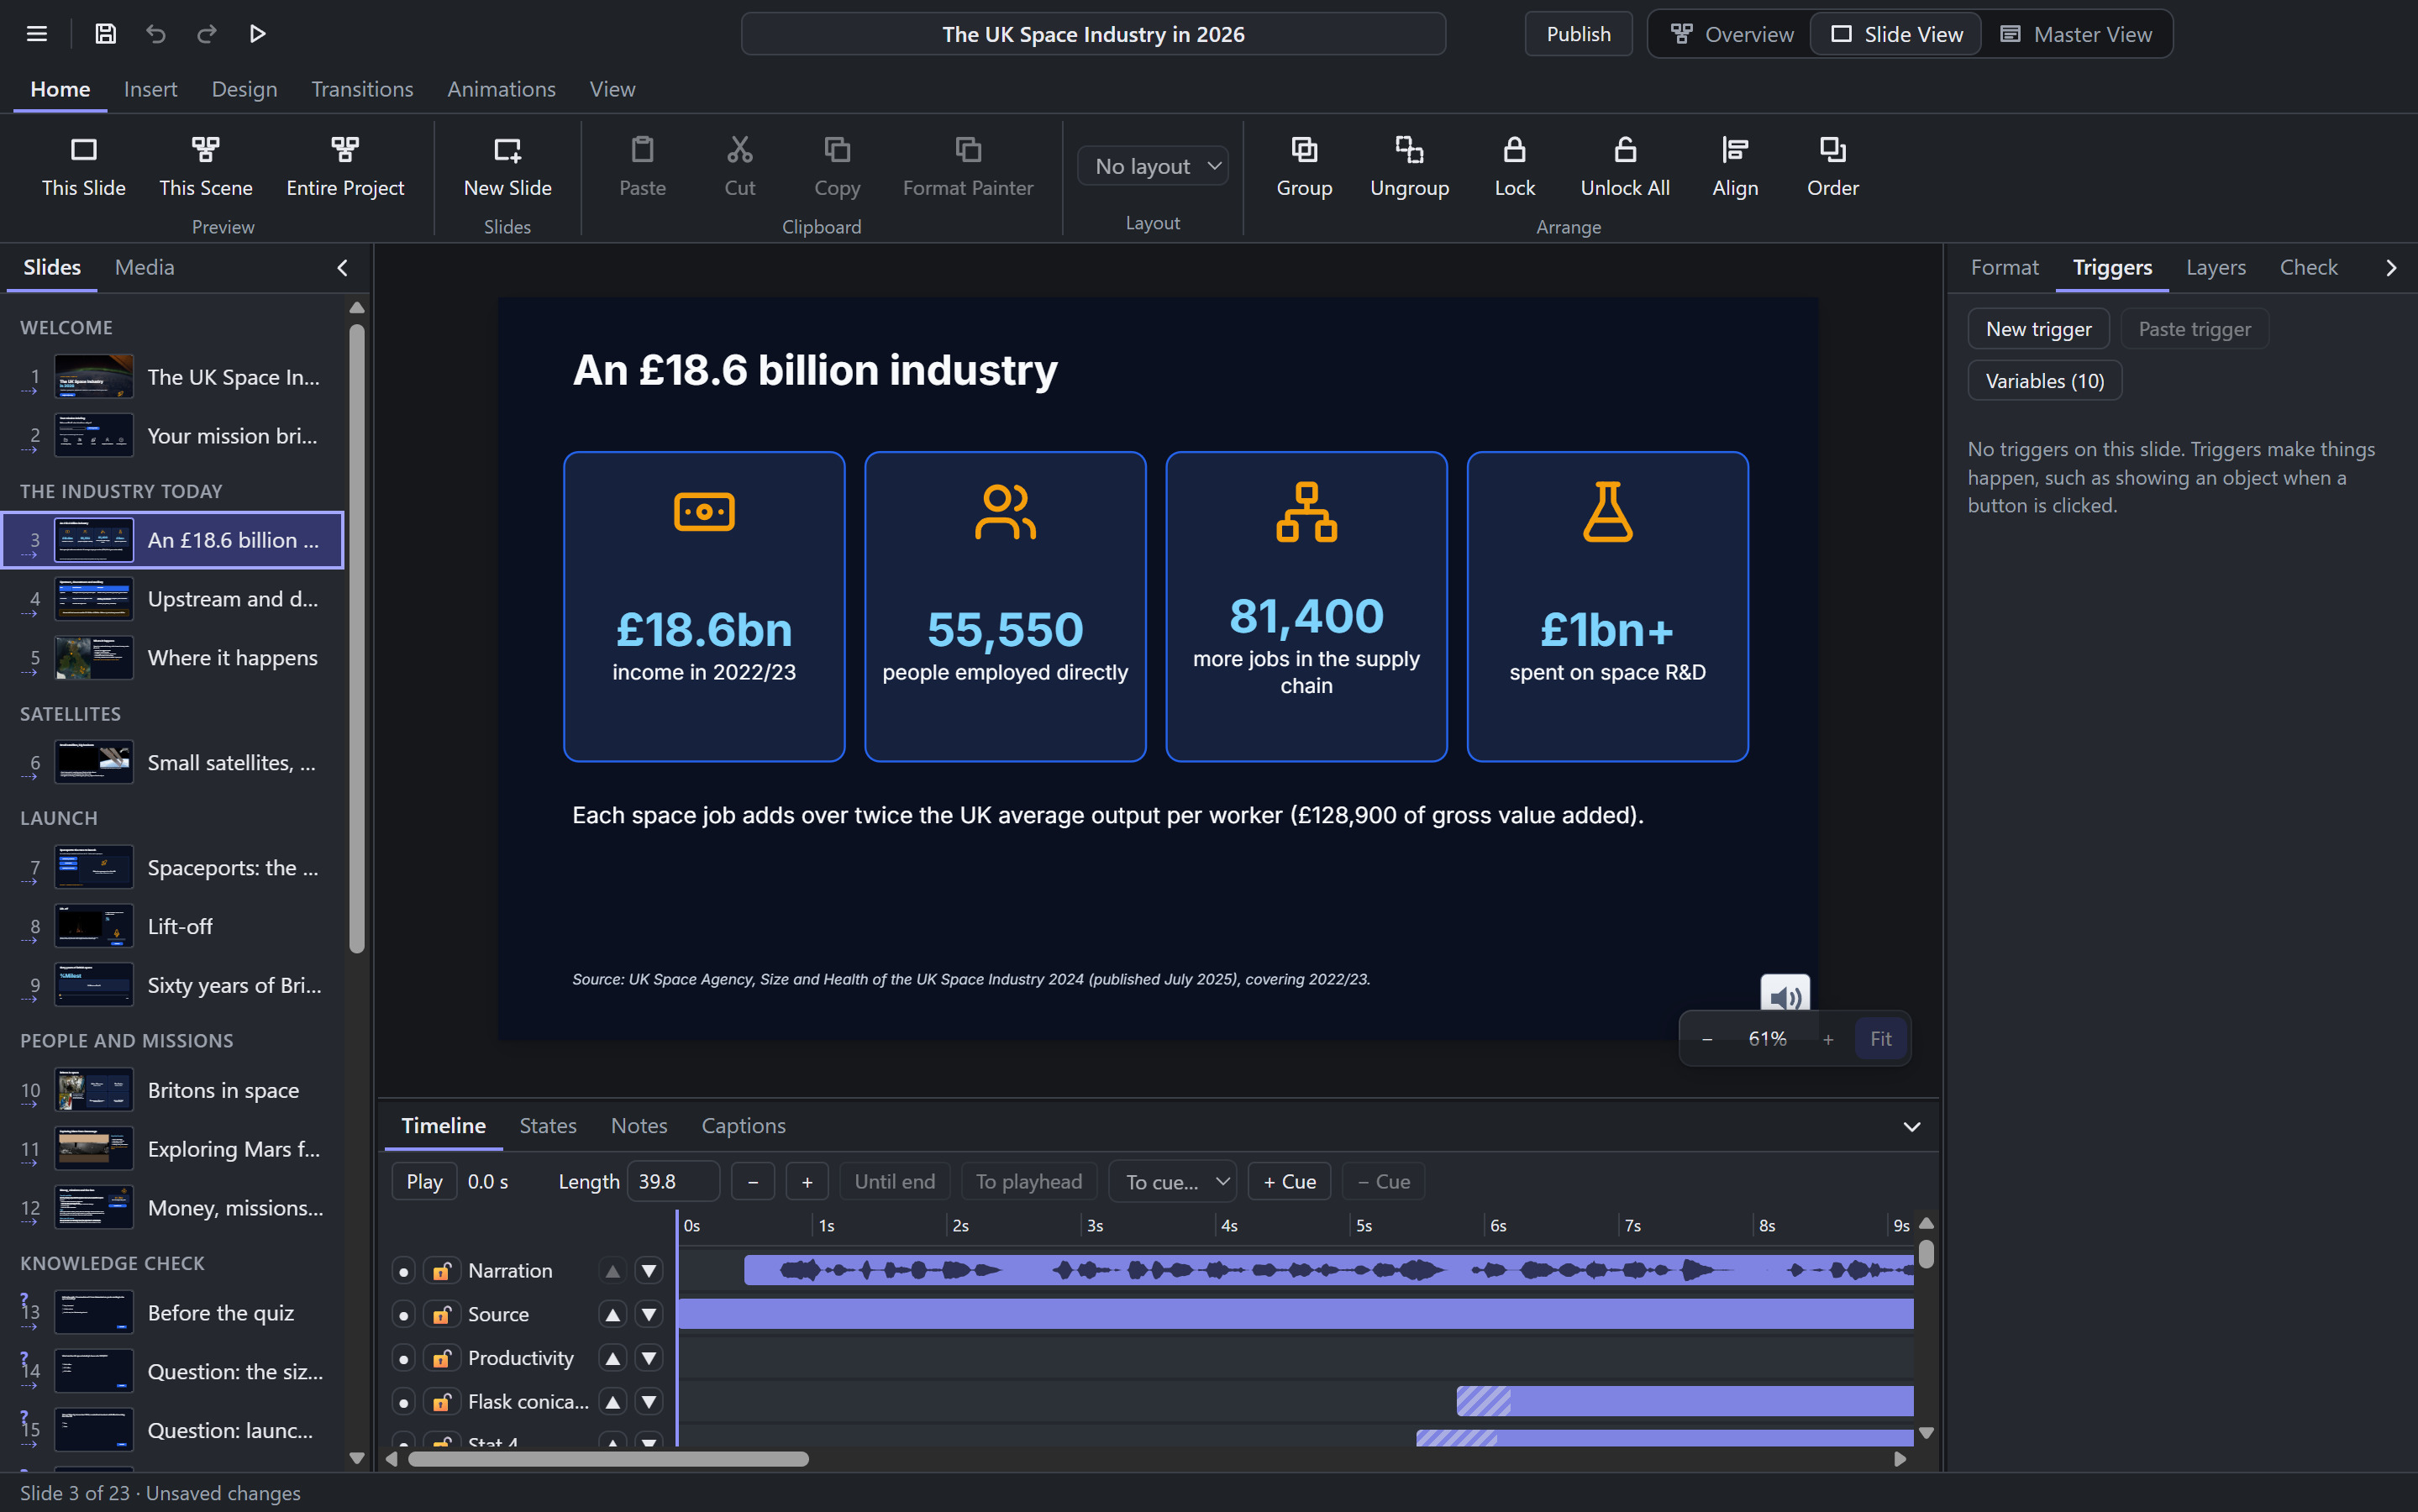 The UK Space Industry in 2026
Publish
Overview
Slide View
Master View
Home
Insert
Design
Transitions
Animations
View
This Slide
This Scene
Entire Project
Preview
New Slide
Slides
Paste
Cut
Copy
Format Painter
Clipboard
No layout
Layout
Group
Ungroup
Lock
Unlock All
Align
Order
Arrange
Slides
Media
WELCOME
1 The UK Space In...
2 Your mission bri...
THE INDUSTRY TODAY
3 An £18.6 billion ...
4 Upstream and d...
5 Where it happens
SATELLITES
6 Small satellites, ...
LAUNCH
7 Spaceports: the ...
8 Lift-off
9 Sixty years of Bri...
PEOPLE AND MISSIONS
10 Britons in space
11 Exploring Mars f...
12 Money, missions...
KNOWLEDGE CHECK
? 13 Before the quiz
? 14 Question: the siz...
? 15 Question: launc...
An £18.6 billion industry
£18.6bn
income in 2022/23
55,550
people employed directly
81,400
more jobs in the supply
chain
£1bn+
spent on space R&D
Each space job adds over twice the UK average output per worker (£128,900 of gross value added).
Source: UK Space Agency, Size and Health of the UK Space Industry 2024 (published July 2025), covering 2022/23.
− 61% + Fit
Format
Triggers
Layers
Check
New trigger
Paste trigger
Variables (10)
No triggers on this slide. Triggers make things
happen, such as showing an object when a
button is clicked.
Timeline
States
Notes
Captions
Play 0.0 s Length 39.8 − + Until end To playhead To cue... + Cue − Cue
0s 1s 2s 3s 4s 5s 6s 7s 8s 9s
Narration
Source
Productivity
Flask conica...
Stat 4
Slide 3 of 23 · Unsaved changes